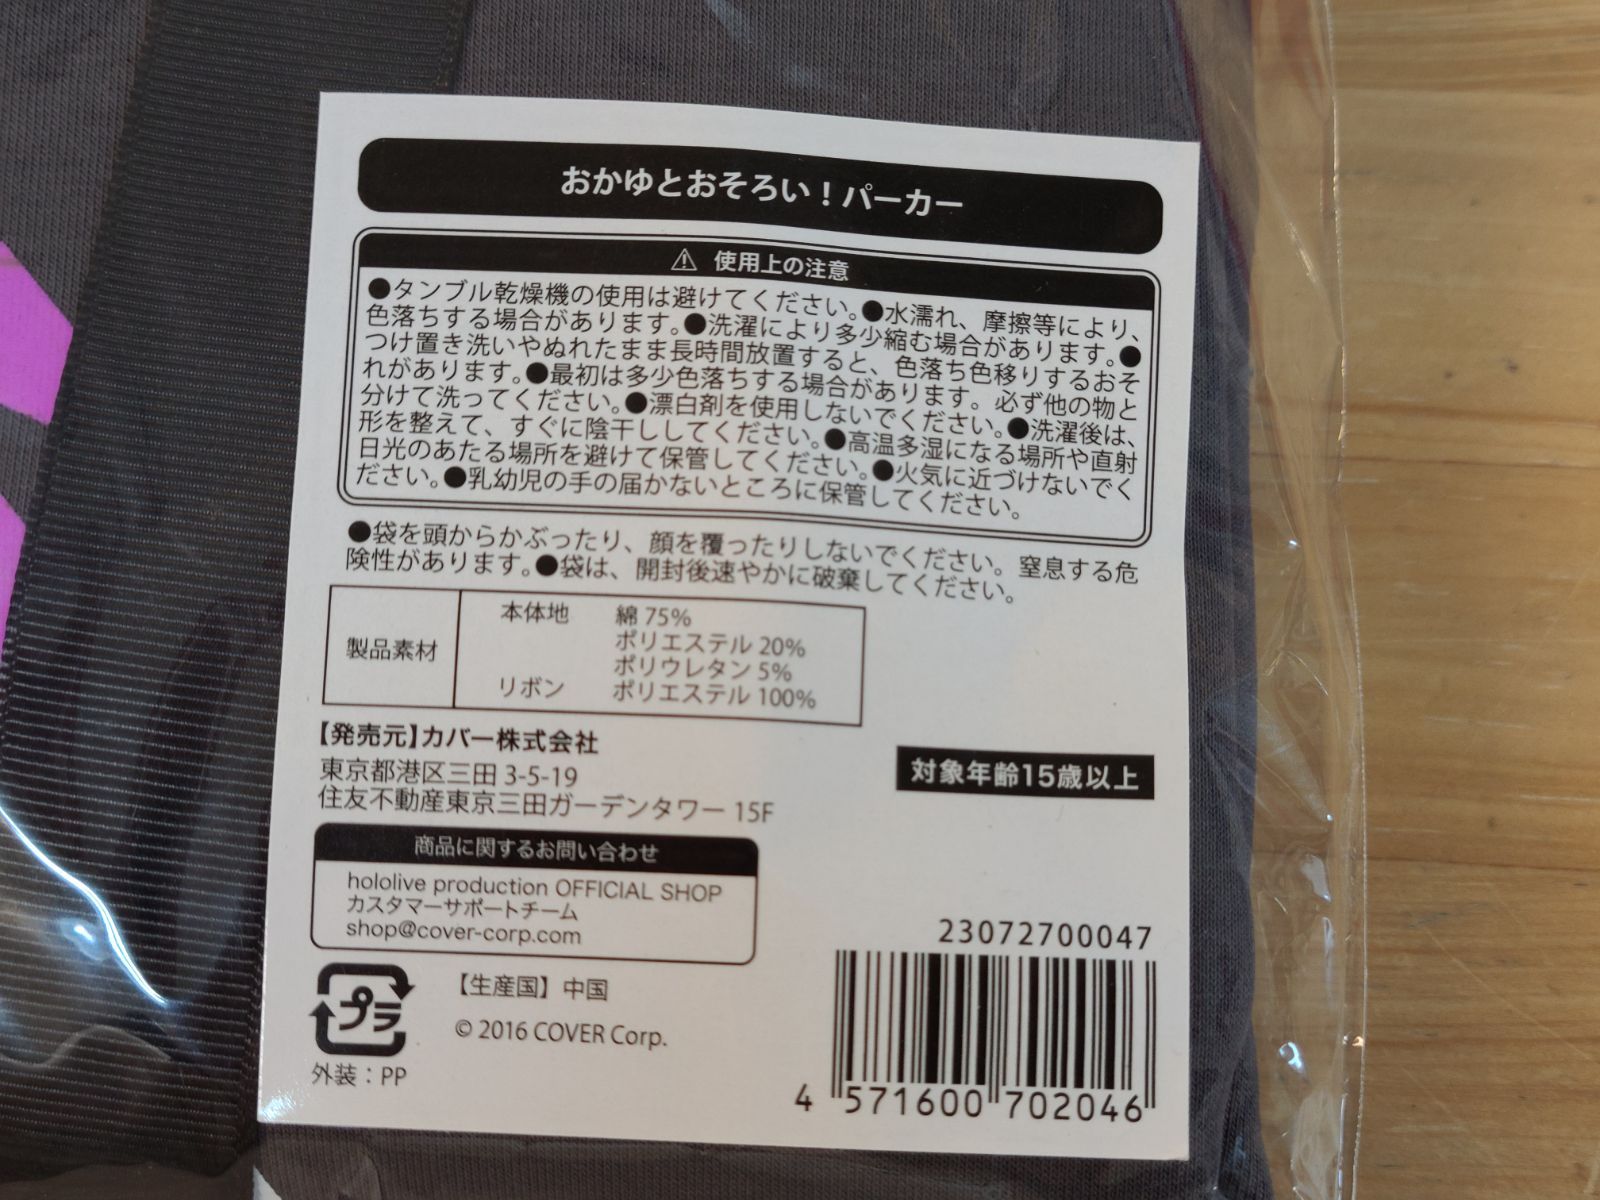 おかゆとおそろい！パーカー
⚠ 使用上の注意
●タンブル乾燥機の使用は避けてください。●水濡れ、摩擦等により、
色落ちする場合があります。●洗濯により多少縮む場合があります。●
つけ置き洗いやぬれたまま長時間放置すると、色落ち色移りするおそ
れがあります。●最初は多少色落ちする場合があります。必ず他の物と
分けて洗ってください。●漂白剤を使用しないでください。●洗濯後は、
形を整えて、すぐに陰干ししてください。●高温多湿になる場所や直射
日光のあたる場所を避けて保管してください。●火気に近づけないでく
ださい。●乳幼児の手の届かないところに保管してください。
●袋を頭からかぶったり、顔を覆ったりしないでください。窒息する危
険性があります。●袋は、開封後速やかに破棄してください。
製品素材
本体地 綿 75%
ポリエステル 20%
ポリウレタン 5%
リボン ポリエステル 100%
【発売元】カバー株式会社
東京都港区三田 3-5-19
住友不動産東京三田ガーデンタワー 15F
対象年齢15歳以上
商品に関するお問い合わせ
hololive production OFFICIAL SHOP
カスタマーサポートチーム
shop@cover-corp.com
プラ
外装：PP
【生産国】中国
© 2016 COVER Corp.
23072700047
4 571600 702046